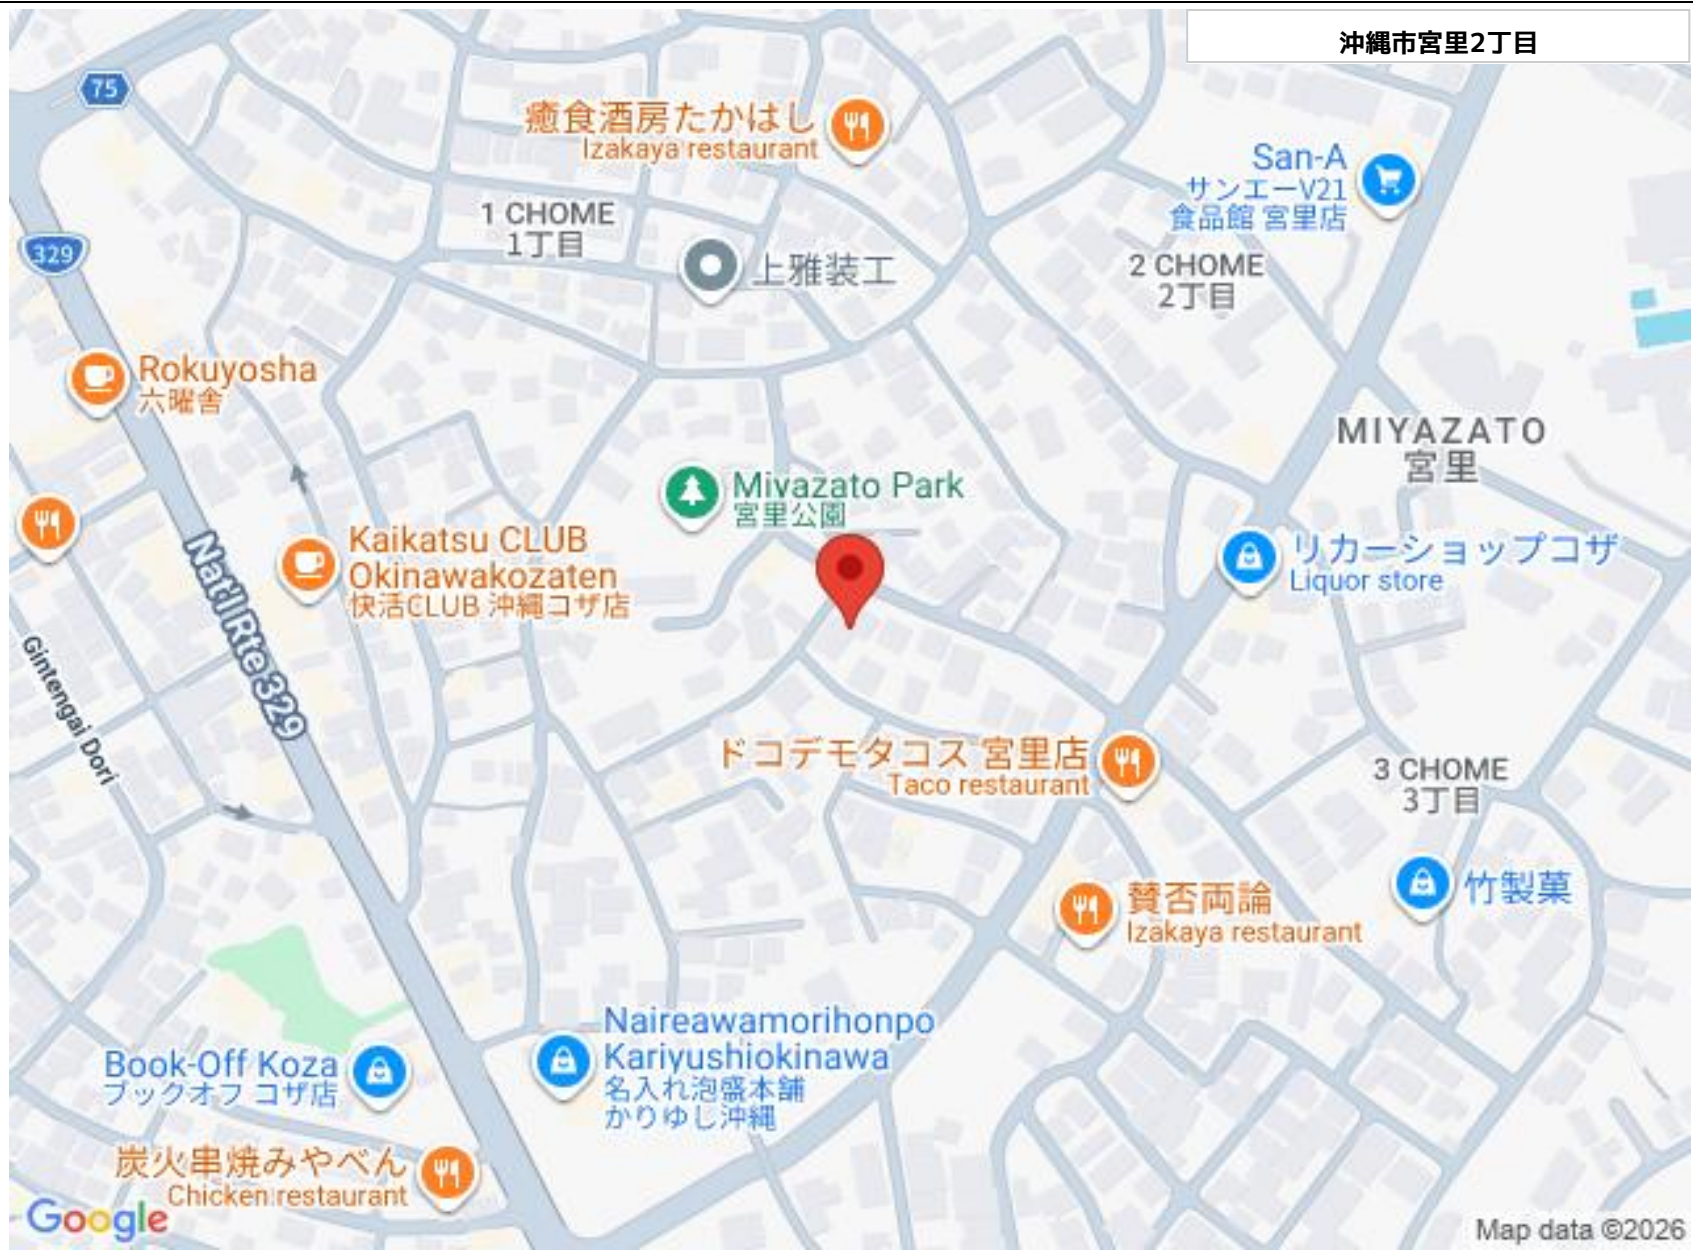 沖縄市宮里2丁目
75
癒食酒房たかはし
Izakaya restaurant
San-A
サンエーV21
食品館 宮里店
1 CHOME
1丁目
329
上雅装工
2 CHOME
2丁目
Rokuyosha
六曜舎
MIYAZATO
宮里
Miyazato Park
宮里公園
Kaikatsu CLUB
Okinawakozaten
快活CLUB 沖縄コザ店
リカーショップコザ
Liquor store
Nat'l Rte 329
Gintengai Dori
ドコデモタコス 宮里店
Taco restaurant
3 CHOME
3丁目
竹製菓
賛否両論
Izakaya restaurant
Naireawamorihonpo
Kariyushiokinawa
名入れ泡盛本舗
かりゆし沖縄
Book-Off Koza
ブックオフ コザ店
炭火串焼みやべん
Chicken restaurant
Google
Map data ©2026